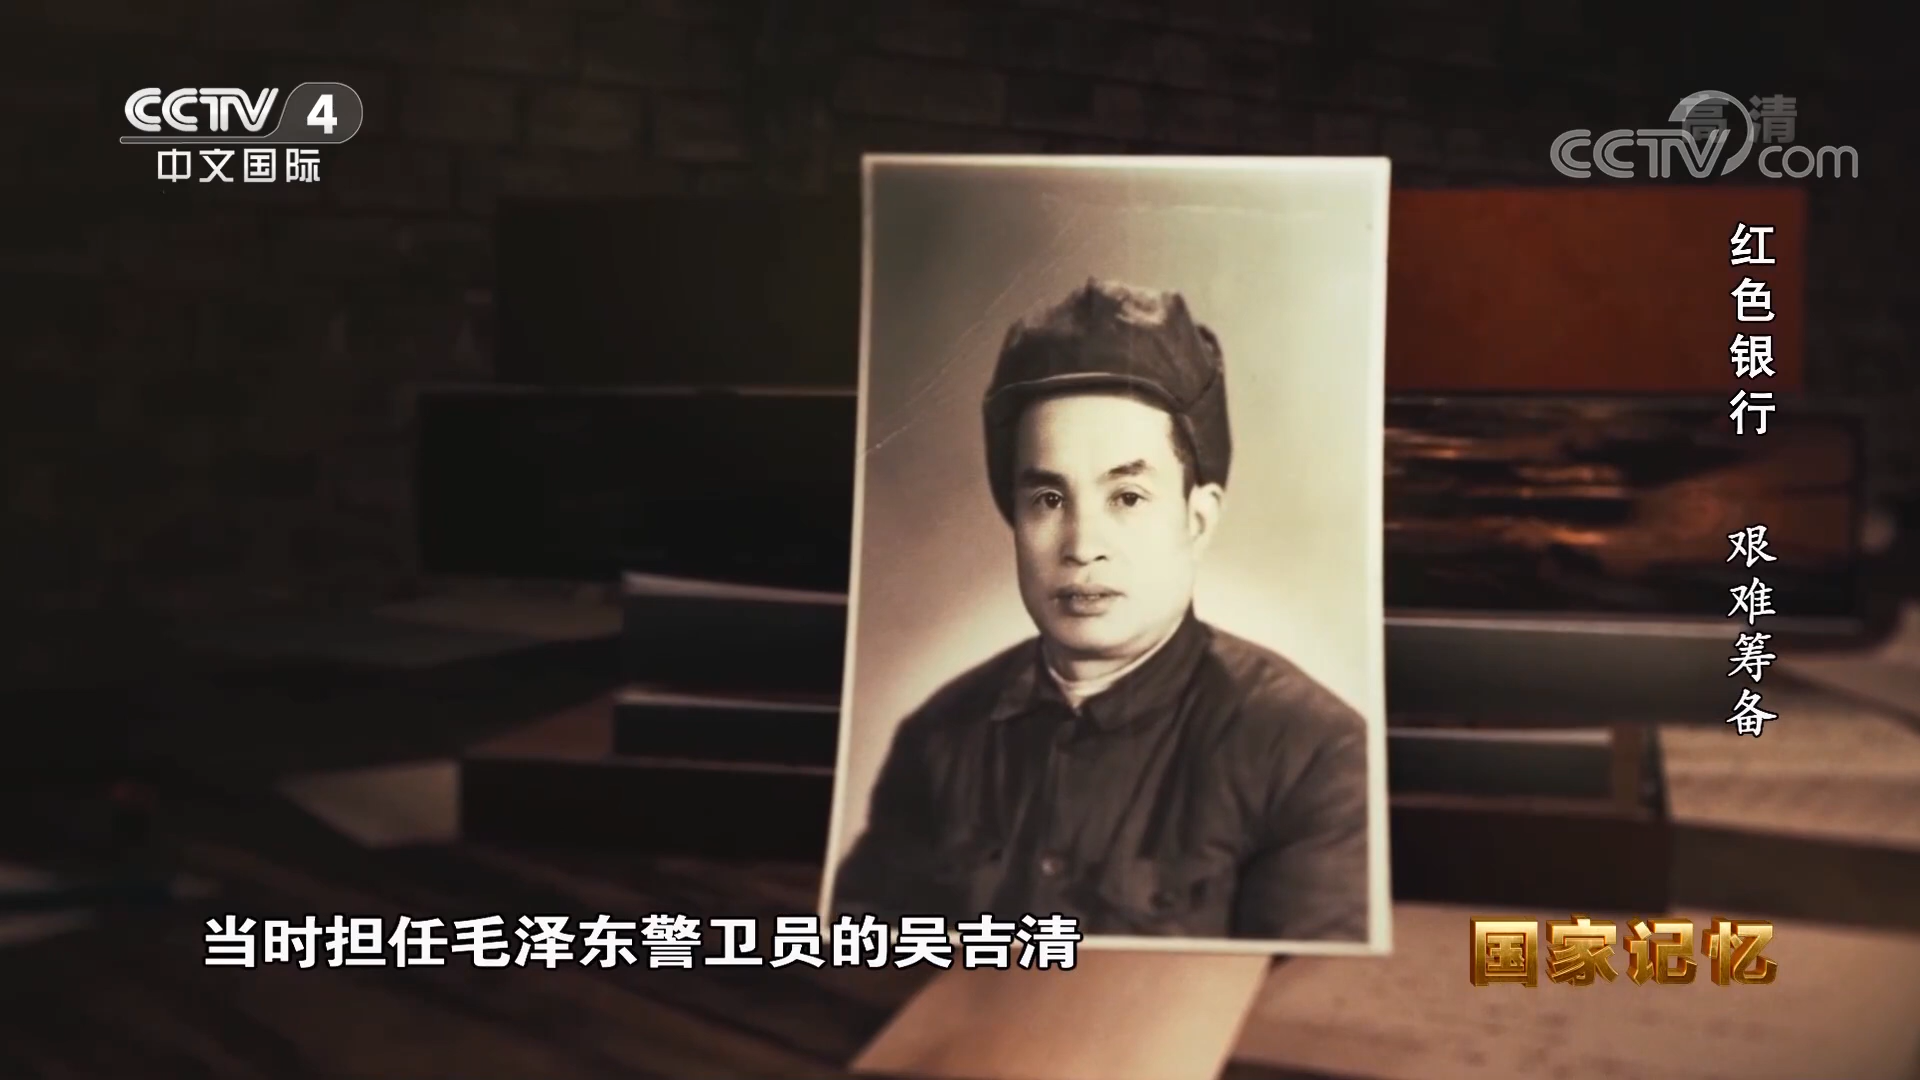 CCTV 4
中文国际
高清
CCTV com
红色银行 艰难筹备
当时担任毛泽东警卫员的吴吉清
国家记忆